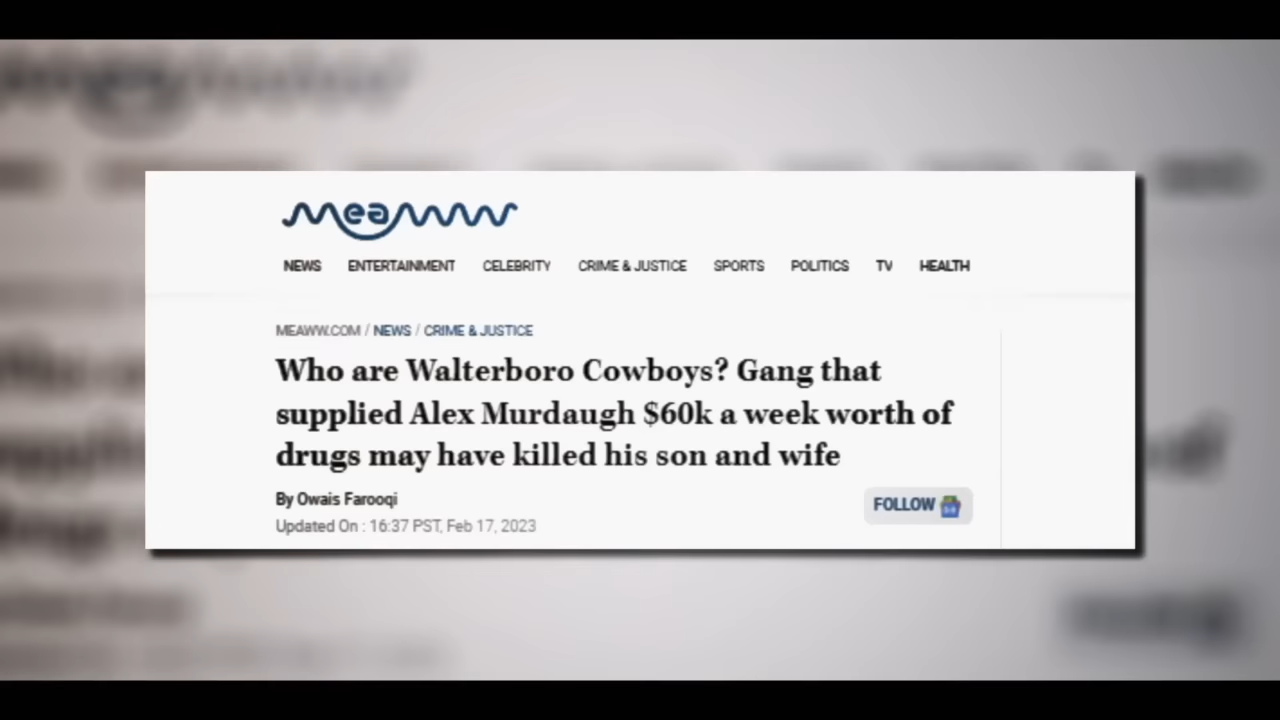 meaww
NEWS ENTERTAINMENT CELEBRITY CRIME & JUSTICE SPORTS POLITICS TV HEALTH
MEAWW.COM / NEWS / CRIME & JUSTICE
Who are Walterboro Cowboys? Gang that
supplied Alex Murdaugh $60k a week worth of
drugs may have killed his son and wife
By Owais Farooqi
FOLLOW
Updated On : 16:37 PST, Feb 17, 2023